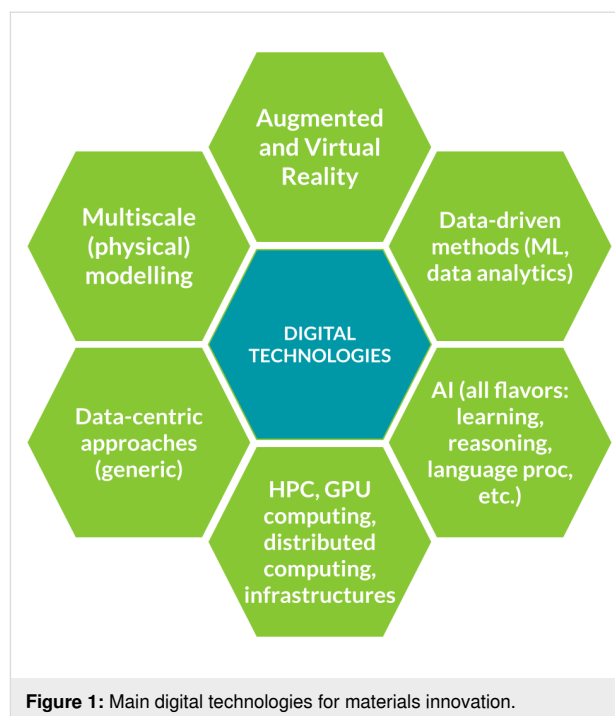 Augmented
and Virtual
Reality
Multiscale
(physical)
modelling
Data-driven
methods (ML,
data analytics)
DIGITAL
TECHNOLOGIES
Data-centric
approaches
(generic)
AI (all flavors:
learning,
reasoning,
language proc,
etc.)
HPC, GPU
computing,
distributed
computing,
infrastructures
Figure 1: Main digital technologies for materials innovation.